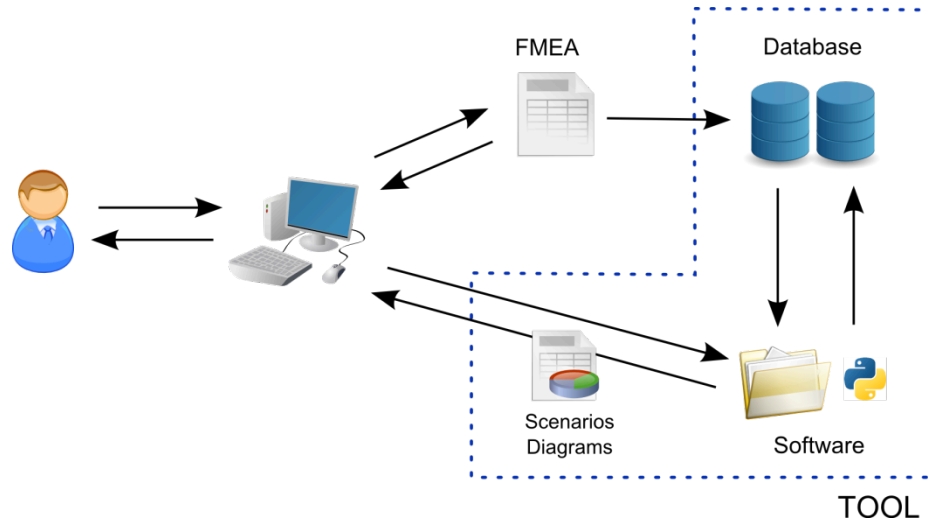 FMEA
Database
Scenarios
Diagrams
Software
TOOL